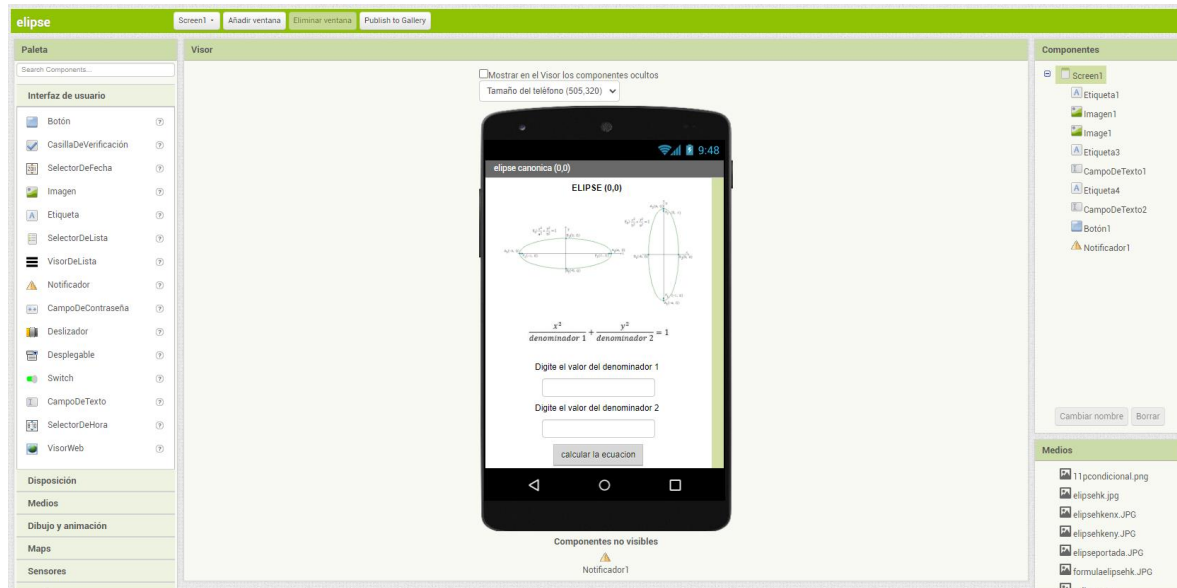 elipse
Screen1
Añadir ventana
Eliminar ventana
Publish to Gallery
Paleta
Search Components...
Interfaz de usuario
Botón
CasillaDeVerificación
SelectorDeFecha
Imagen
Etiqueta
SelectorDeLista
VisorDeLista
Notificador
CampoDeContraseña
Deslizador
Desplegable
Switch
CampoDeTexto
SelectorDeHora
VisorWeb
Disposición
Medios
Dibujo y animación
Maps
Sensores
Visor
Mostrar en el Visor los componentes ocultos
Tamaño del teléfono (505,320)
9:48
elipse canonica (0,0)
ELIPSE (0,0)
x² / denominador 1 + y² / denominador 2 = 1
Digite el valor del denominador 1
Digite el valor del denominador 2
calcular la ecuacion
Componentes no visibles
Notificador1
Componentes
Screen1
Etiqueta1
Imagen1
Image1
Etiqueta3
CampoDeTexto1
Etiqueta4
CampoDeTexto2
Botón1
Notificador1
Cambiar nombre
Borrar
Medios
11pcondicional.png
elipsehk.jpg
elipsehkenx.JPG
elipsehkeny.JPG
elipseportada.JPG
formulaelipsehk.JPG